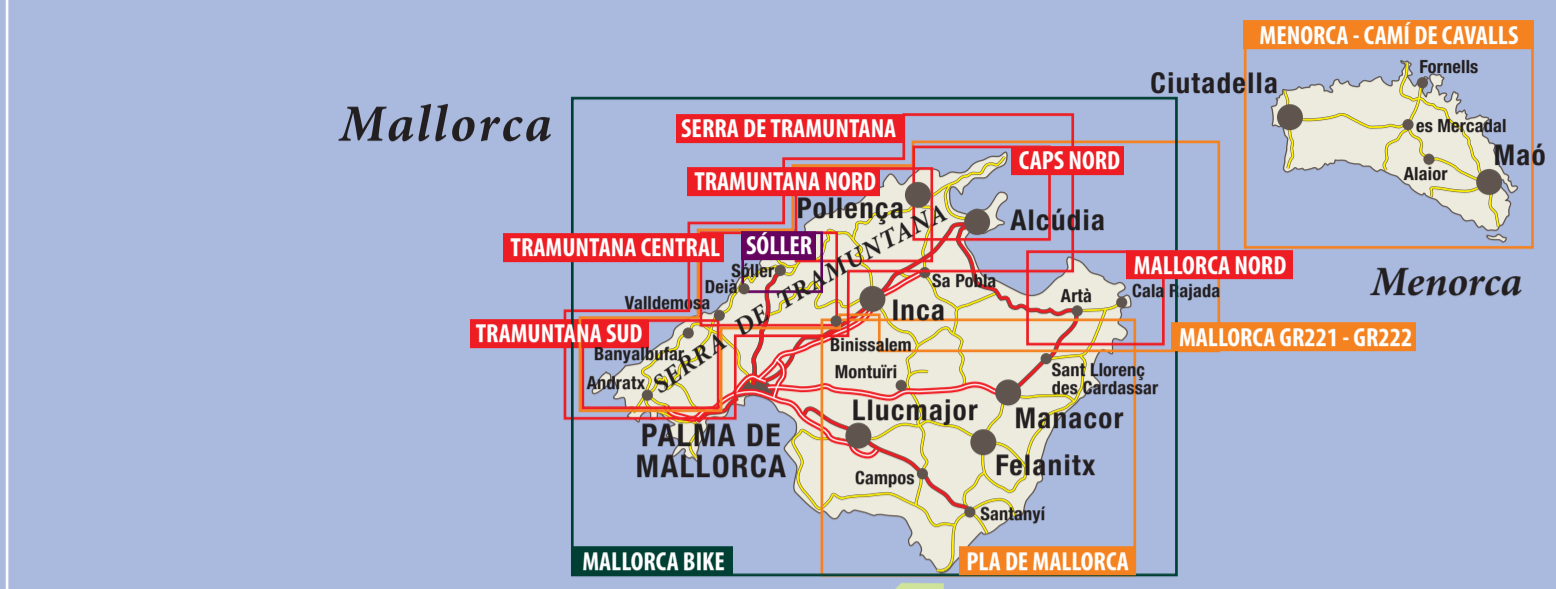 MENORCA - CAMÍ DE CAVALLS
Fornells
Ciutadella
es Mercadal
Maó
Alaior
Menorca
Mallorca
SERRA DE TRAMUNTANA
CAPS NORD
TRAMUNTANA NORD
Pollença
Alcúdia
TRAMUNTANA CENTRAL
SÓLLER
MALLORCA NORD
Sóller
Deià
Sa Pobla
Artà
Cala Rajada
Valldemosa
SERRA DE TRAMUNTANA
Inca
TRAMUNTANA SUD
MALLORCA GR221 - GR222
Binissalem
Banyalbufar
Montuïri
Sant Llorenç
des Cardassar
Andratx
Llucmajor
Manacor
PALMA DE
MALLORCA
Felanitx
Campos
Santanyí
MALLORCA BIKE
PLA DE MALLORCA